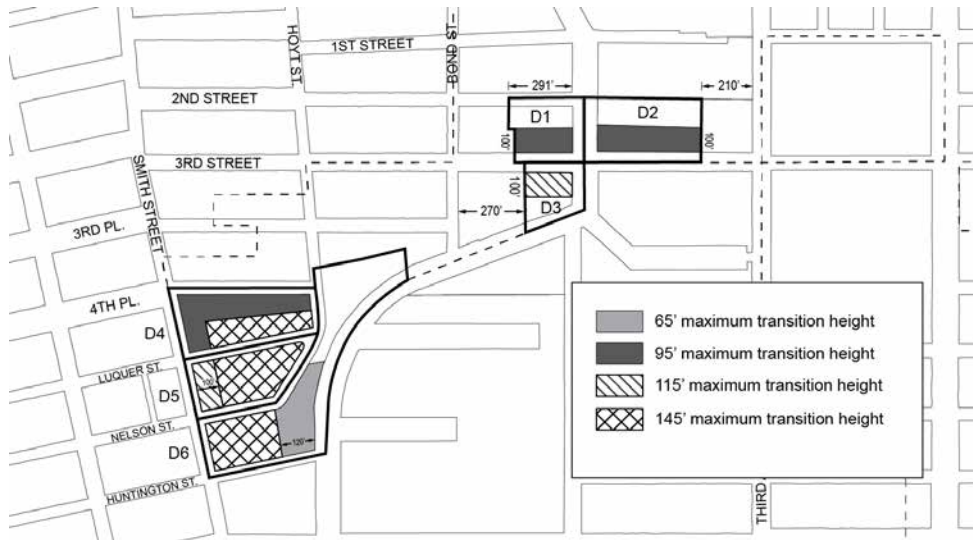 HOYT ST.
BOND ST.
1ST STREET
2ND STREET
291'
210'
D1
D2
100'
100'
3RD STREET
SMITH STREET
100'
D3
270'
3RD PL.
4TH PL.
D4
LUQUER ST.
100'
D5
NELSON ST.
D6
120'
HUNTINGTON ST.
65' maximum transition height
95' maximum transition height
115' maximum transition height
145' maximum transition height
THIRD